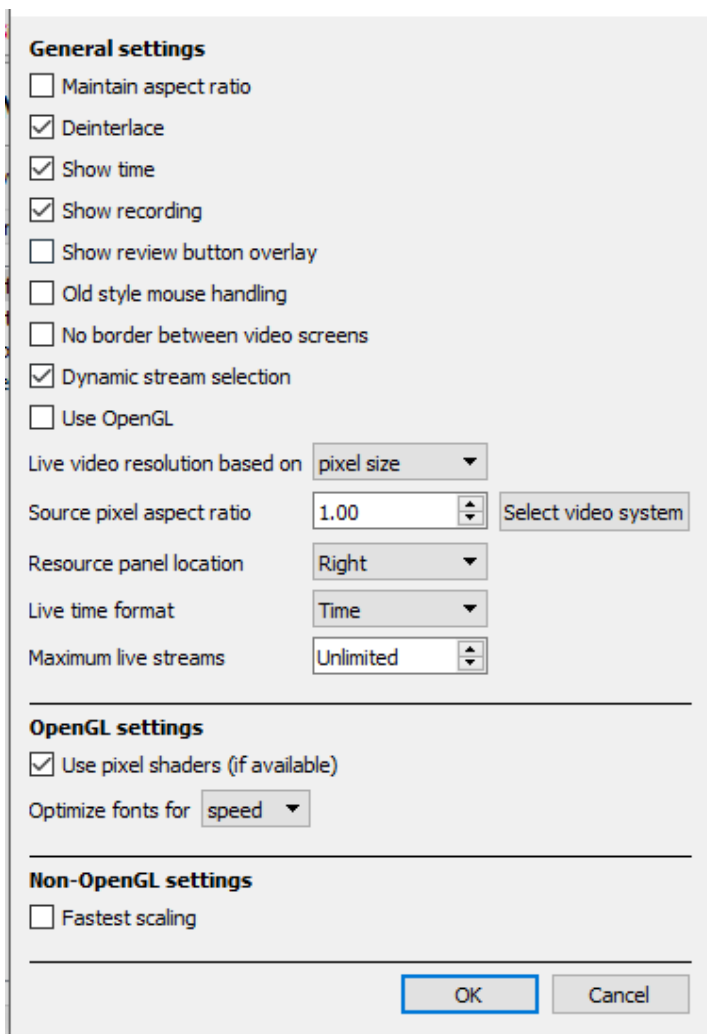 General settings
Maintain aspect ratio
Deinterlace
Show time
Show recording
Show review button overlay
Old style mouse handling
No border between video screens
Dynamic stream selection
Use OpenGL
Live video resolution based on pixel size
Source pixel aspect ratio 1.00 Select video system
Resource panel location Right
Live time format Time
Maximum live streams Unlimited
OpenGL settings
Use pixel shaders (if available)
Optimize fonts for speed
Non-OpenGL settings
Fastest scaling
OK Cancel